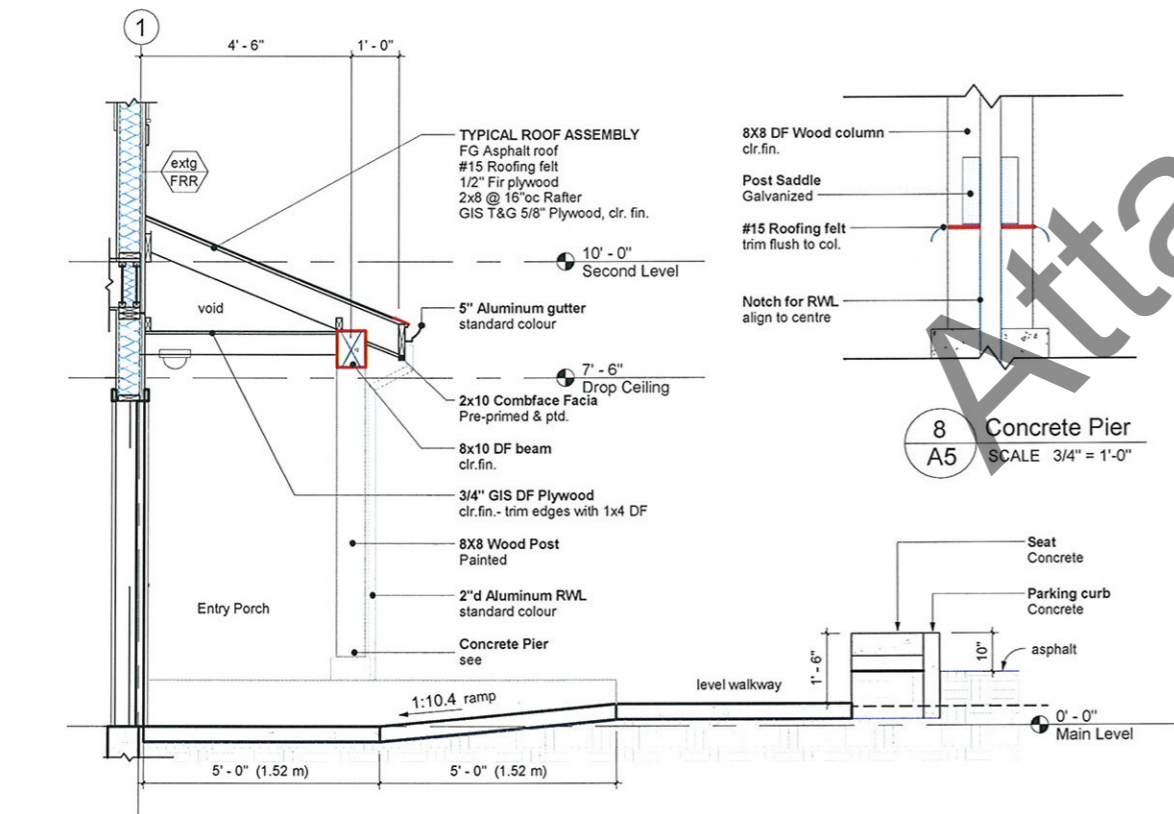 1
4' - 6"
1' - 0"
extg
FRR
TYPICAL ROOF ASSEMBLY
FG Asphalt roof
#15 Roofing felt
1/2" Fir plywood
2x8 @ 16"oc Rafter
GIS T&G 5/8" Plywood, clr. fin.
10' - 0"
Second Level
void
5" Aluminum gutter
standard colour
7' - 6"
Drop Ceiling
2x10 Combface Facia
Pre-primed & ptd.
8x10 DF beam
clr.fin.
3/4" GIS DF Plywood
clr.fin.- trim edges with 1x4 DF
8X8 Wood Post
Painted
2"d Aluminum RWL
standard colour
Entry Porch
Concrete Pier
see
1:10.4 ramp
level walkway
1' - 6"
10"
Seat
Concrete
Parking curb
Concrete
asphalt
0' - 0"
Main Level
5' - 0" (1.52 m)
5' - 0" (1.52 m)
8X8 DF Wood column
clr.fin.
Post Saddle
Galvanized
#15 Roofing felt
trim flush to col.
Notch for RWL
align to centre
8
A5
Concrete Pier
SCALE 3/4" = 1'-0"
Atta